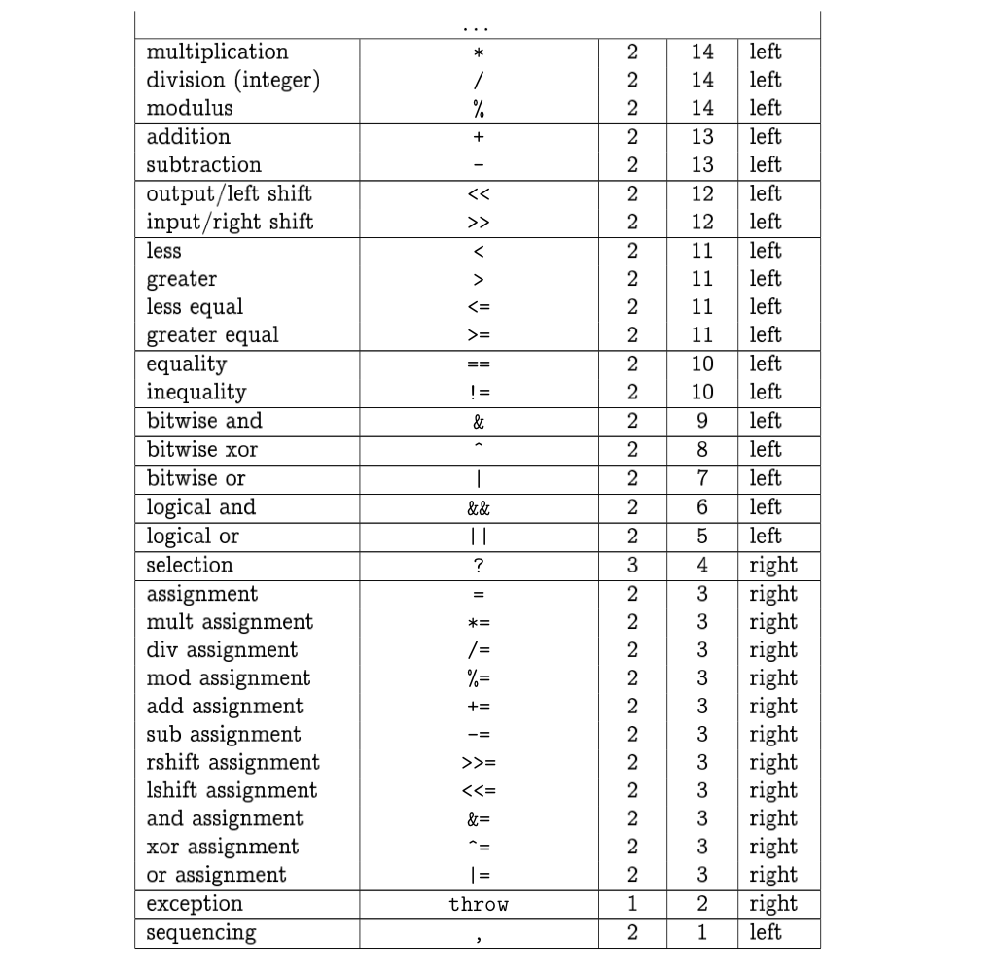 ...
multiplication * 2 14 left
division (integer) / 2 14 left
modulus % 2 14 left
addition + 2 13 left
subtraction - 2 13 left
output/left shift << 2 12 left
input/right shift >> 2 12 left
less < 2 11 left
greater > 2 11 left
less equal <= 2 11 left
greater equal >= 2 11 left
equality == 2 10 left
inequality != 2 10 left
bitwise and & 2 9 left
bitwise xor ^ 2 8 left
bitwise or | 2 7 left
logical and && 2 6 left
logical or || 2 5 left
selection ? 3 4 right
assignment = 2 3 right
mult assignment *= 2 3 right
div assignment /= 2 3 right
mod assignment %= 2 3 right
add assignment += 2 3 right
sub assignment -= 2 3 right
rshift assignment >>= 2 3 right
lshift assignment <<= 2 3 right
and assignment &= 2 3 right
xor assignment ^= 2 3 right
or assignment |= 2 3 right
exception throw 1 2 right
sequencing , 2 1 left